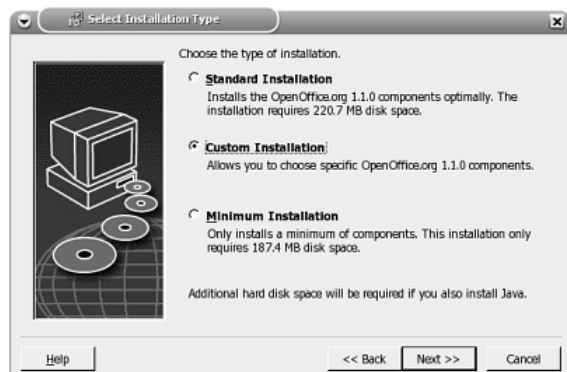 Select Installation Type
Choose the type of installation.
Standard Installation
Installs the OpenOffice.org 1.1.0 components optimally. The
installation requires 220.7 MB disk space.
Custom Installation
Allows you to choose specific OpenOffice.org 1.1.0 components.
Minimum Installation
Only installs a minimum of components. This installation only
requires 187.4 MB disk space.
Additional hard disk space will be required if you also install Java.
Help
<< Back
Next >>
Cancel